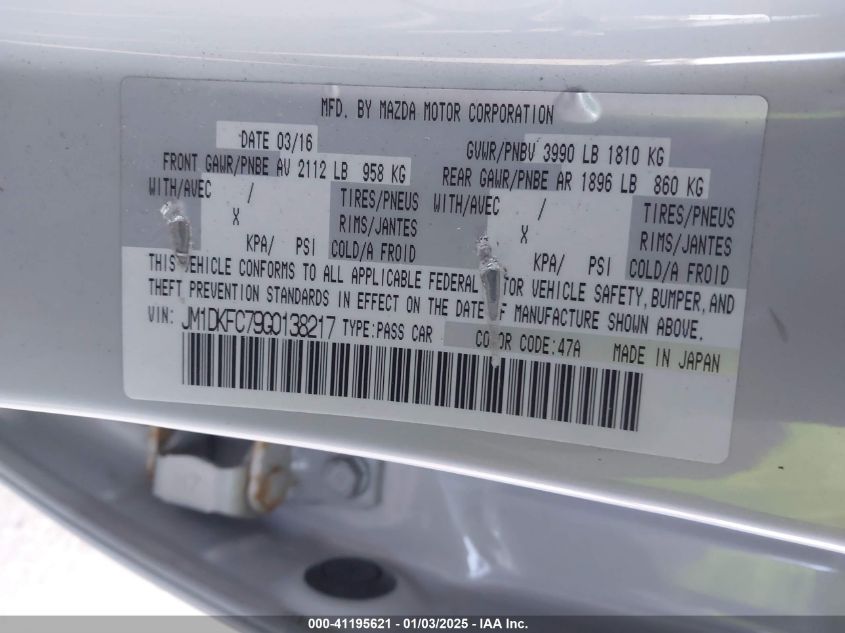 MFD. BY MAZDA MOTOR CORPORATION
DATE 03/16 GVWR/PNBV 3990 LB 1810 KG
FRONT GAWR/PNBE AV 2112 LB 958 KG REAR GAWR/PNBE AR 1896 LB 860 KG
WITH/AVEC / TIRES/PNEUS WITH/AVEC / TIRES/PNEUS
X RIMS/JANTES X RIMS/JANTES
KPA/ PSI COLD/A FROID KPA/ PSI COLD/A FROID
THIS VEHICLE CONFORMS TO ALL APPLICABLE FEDERAL VEHICLE SAFETY, BUMPER, AND
THEFT PREVENTION STANDARDS IN EFFECT ON THE DATE OF MANUFACTURE SHOWN ABOVE.
VIN: JM1DKFC79G0138217 TYPE:PASS CAR COLOR CODE:47A MADE IN JAPAN
000-41195621 - 01/03/2025 - IAA Inc.